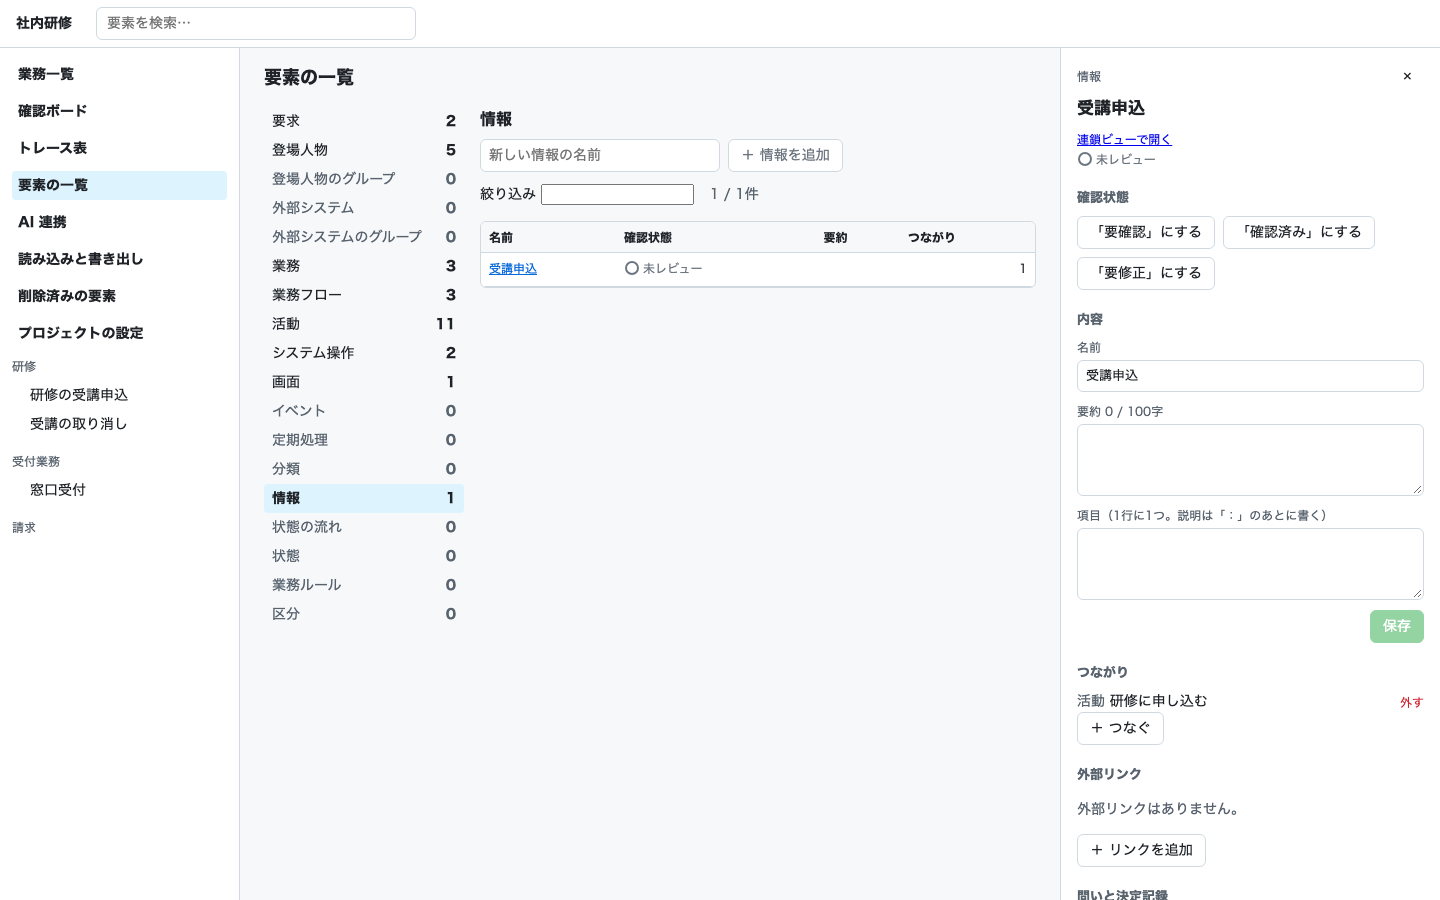 社内研修
要素を検索…
業務一覧
確認ボード
トレース表
要素の一覧
AI 連携
読み込みと書き出し
削除済みの要素
プロジェクトの設定
研修
研修の受講申込
受講の取り消し
受付業務
窓口受付
請求
要素の一覧
要求 2
登場人物 5
登場人物のグループ 0
外部システム 0
外部システムのグループ 0
業務 3
業務フロー 3
活動 11
システム操作 2
画面 1
イベント 0
定期処理 0
分類 0
情報 1
状態の流れ 0
状態 0
業務ルール 0
区分 0
情報
新しい情報の名前
＋ 情報を追加
絞り込み 1 / 1件
名前 確認状態 要約 つながり
受講申込 未レビュー 1
情報 ×
受講申込
連鎖ビューで開く
未レビュー
確認状態
「要確認」にする 「確認済み」にする
「要修正」にする
内容
名前
受講申込
要約 0 / 100字
項目（1行に1つ。説明は「：」のあとに書く）
保存
つながり
活動 研修に申し込む 外す
＋ つなぐ
外部リンク
外部リンクはありません。
＋ リンクを追加
問いと決定記録